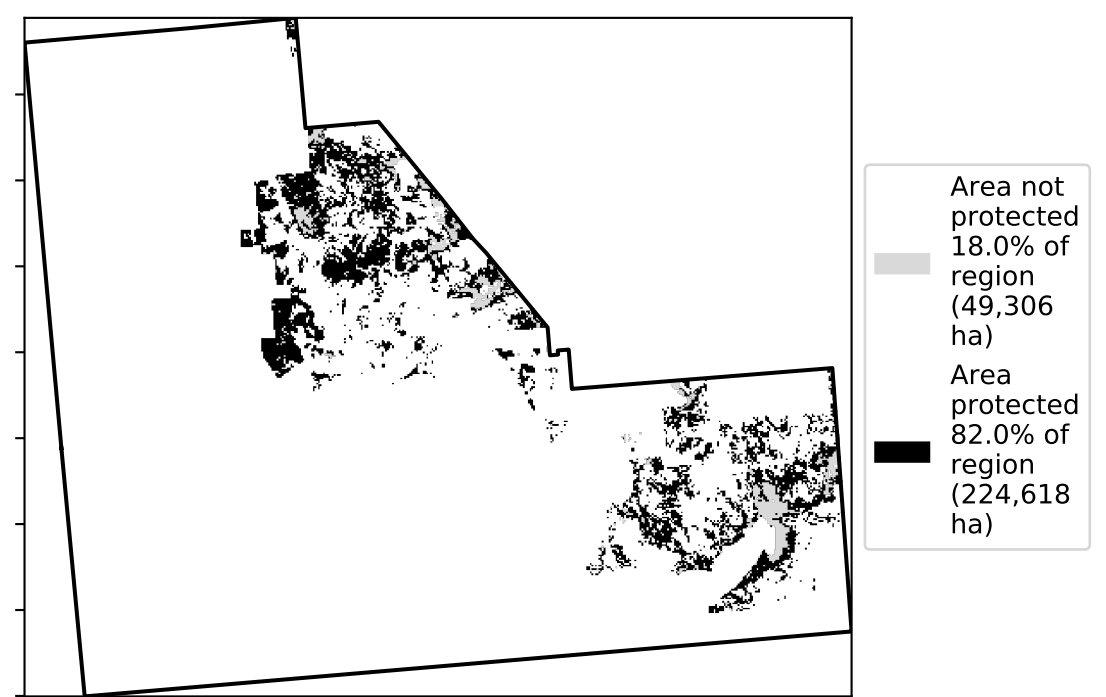 Area not
protected
18.0% of
region
(49,306
ha)
Area
protected
82.0% of
region
(224,618
ha)